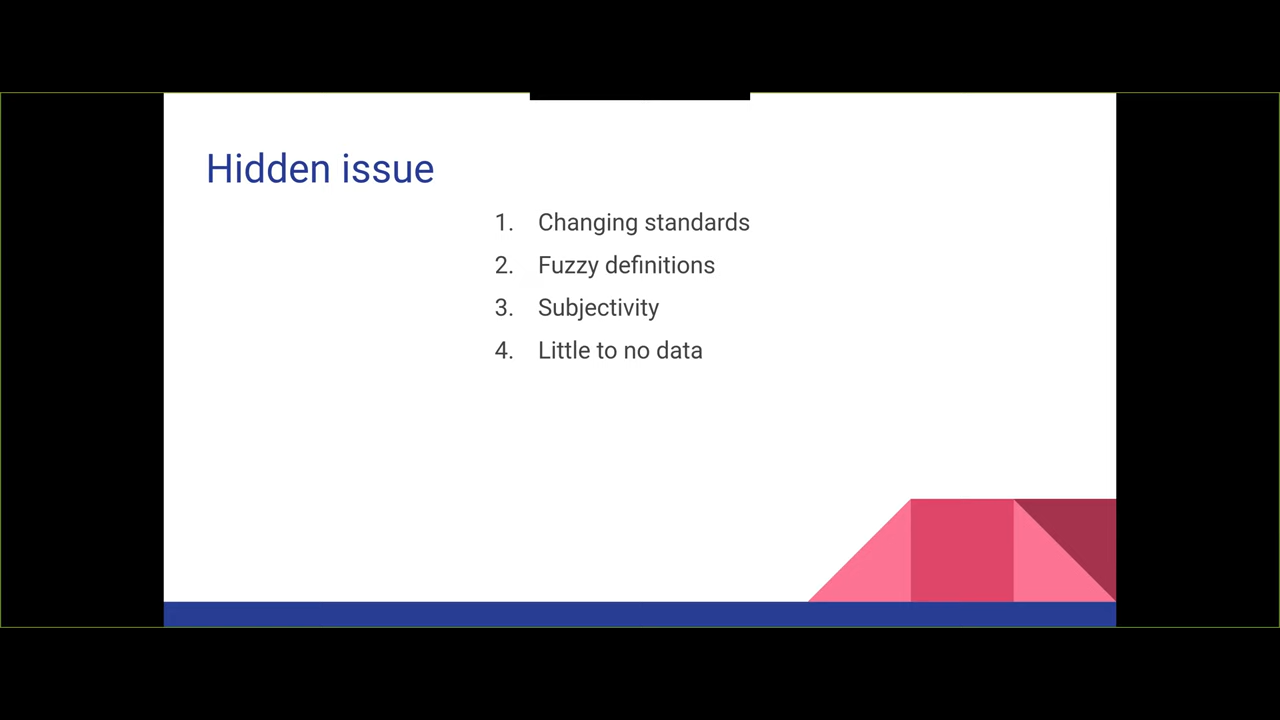 Hidden issue
1. Changing standards
2. Fuzzy definitions
3. Subjectivity
4. Little to no data